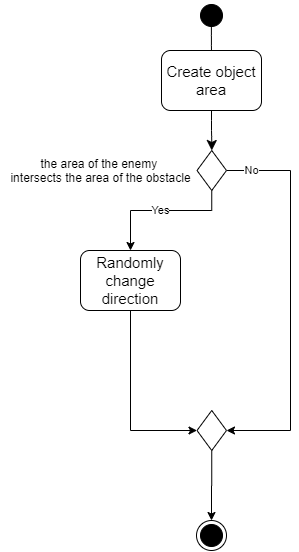 Create object
area
the area of the enemy
intersects the area of the obstacle
No
Yes
Randomly
change
direction